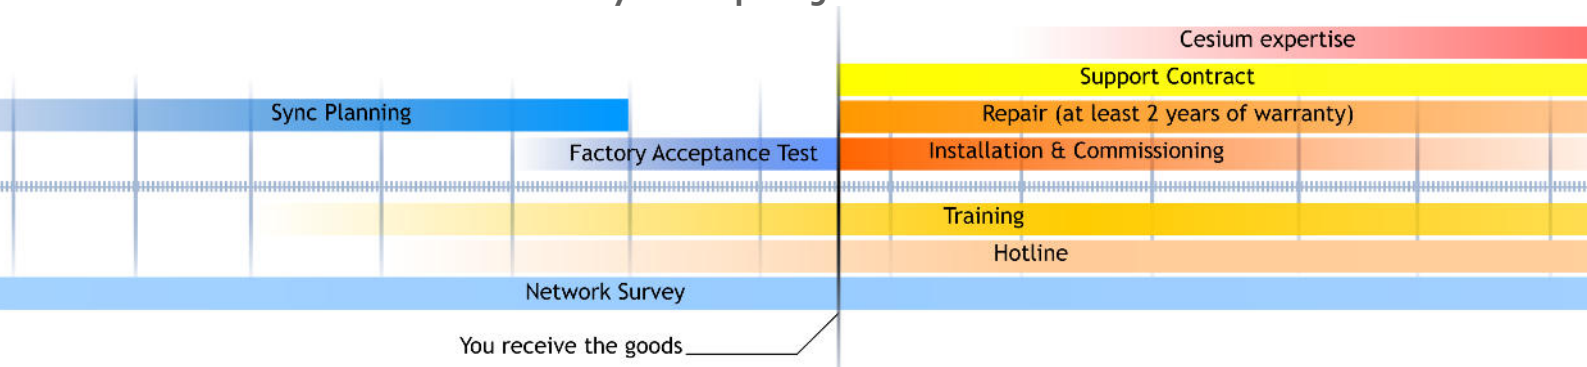 Cesium expertise
Support Contract
Sync Planning
Repair (at least 2 years of warranty)
Factory Acceptance Test
Installation & Commissioning
Training
Hotline
Network Survey
You receive the goods